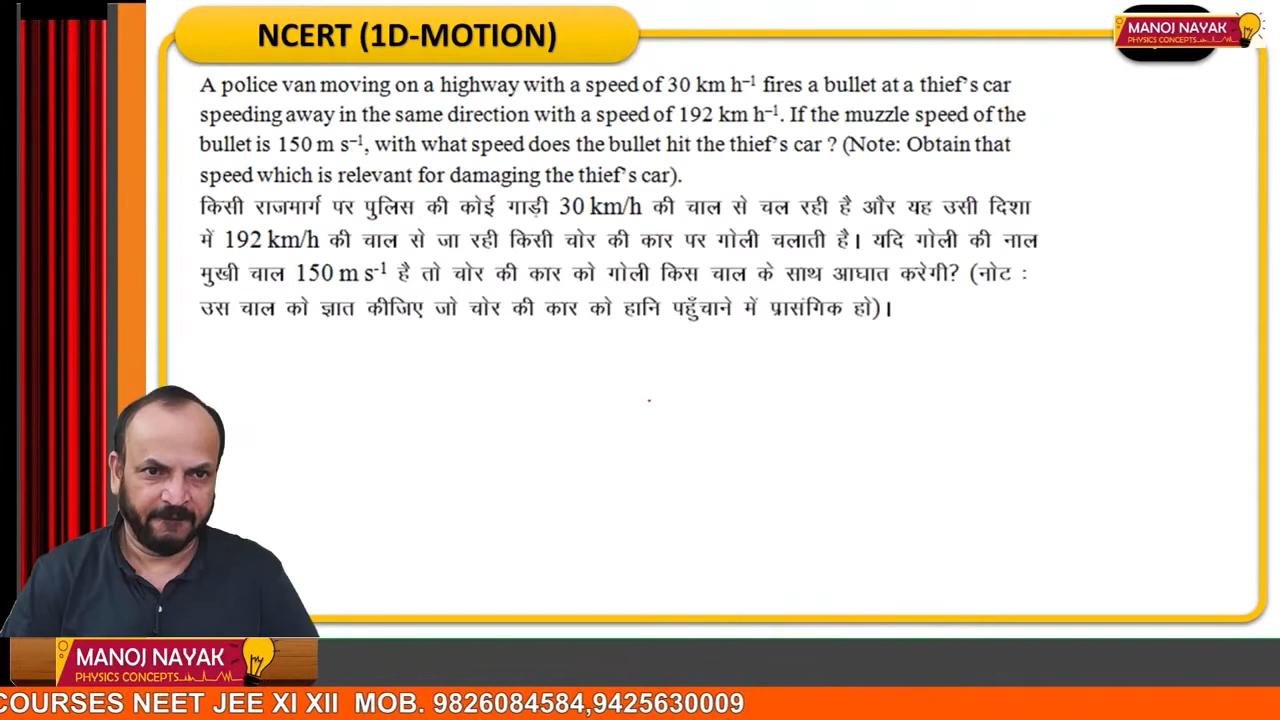 NCERT (1D-MOTION)
MANOJ NAYAK
PHYSICS CONCEPTS
A police van moving on a highway with a speed of 30 km h⁻¹ fires a bullet at a thief's car
speeding away in the same direction with a speed of 192 km h⁻¹. If the muzzle speed of the
bullet is 150 m s⁻¹, with what speed does the bullet hit the thief's car ? (Note: Obtain that
speed which is relevant for damaging the thief's car).
किसी राजमार्ग पर पुलिस की कोई गाड़ी 30 km/h की चाल से चल रही है और यह उसी दिशा
में 192 km/h की चाल से जा रही किसी चोर की कार पर गोली चलाती है। यदि गोली की नाल
मुखी चाल 150 m s⁻¹ है तो चोर की कार को गोली किस चाल के साथ आघात करेगी? (नोट :
उस चाल को ज्ञात कीजिए जो चोर की कार को हानि पहुँचाने में प्रासंगिक हो)।
MANOJ NAYAK
PHYSICS CONCEPTS
COURSES NEET JEE XI XII MOB. 9826084584,9425630009